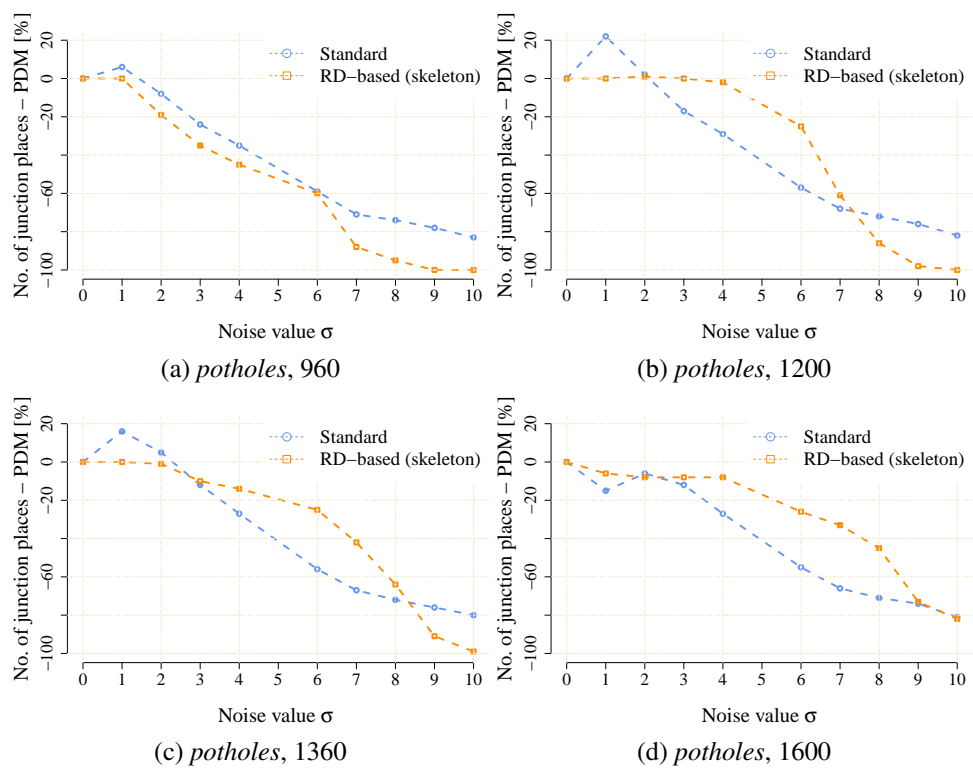 No. of junction places − PDM [%]
20
0
−20
−60
−100
Standard
RD−based (skeleton)
0 1 2 3 4 6 7 8 9 10
Noise value σ
(a) potholes, 960
No. of junction places − PDM [%]
20
0
−20
−60
−100
Standard
RD−based (skeleton)
0 1 2 3 4 6 7 8 9 10
Noise value σ
(b) potholes, 1200
No. of junction places − PDM [%]
20
0
−20
−60
−100
Standard
RD−based (skeleton)
0 1 2 3 4 6 7 8 9 10
Noise value σ
(c) potholes, 1360
No. of junction places − PDM [%]
20
0
−20
−60
−100
Standard
RD−based (skeleton)
0 1 2 3 4 6 7 8 9 10
Noise value σ
(d) potholes, 1600